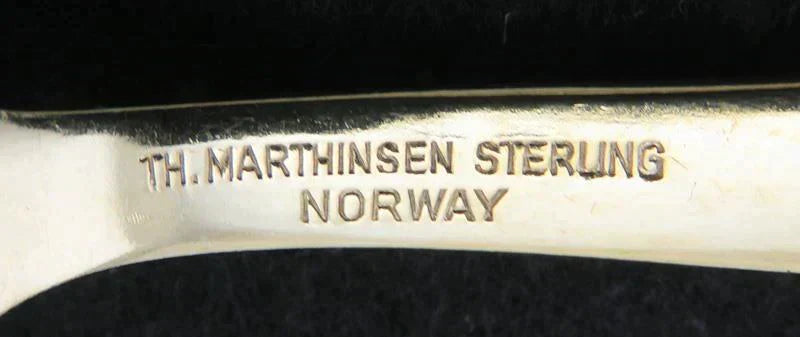 TH. MARTHINSEN STERLING
NORWAY